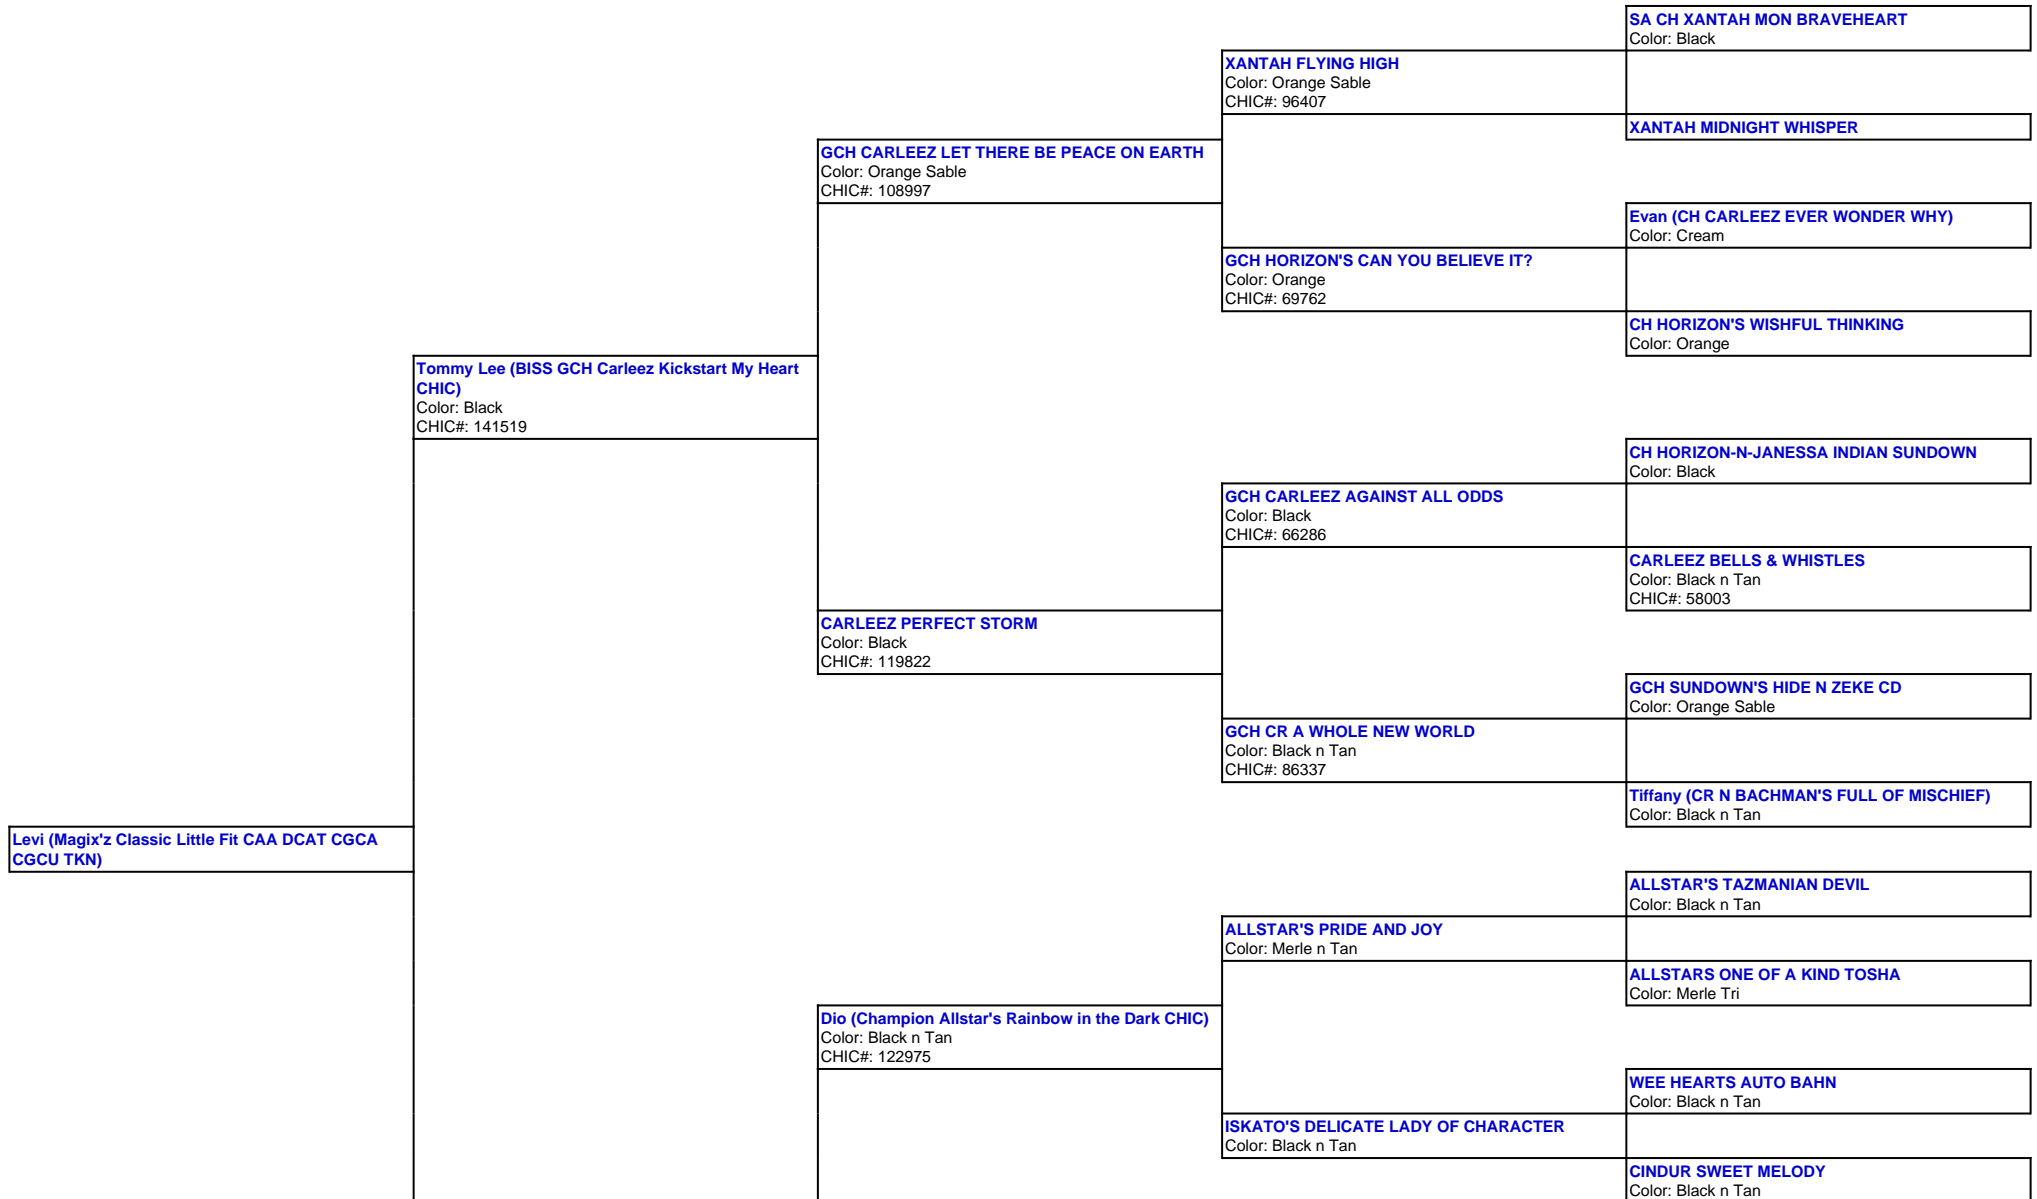 SA CH XANTAH MON BRAVEHEART
Color: Black
XANTAH FLYING HIGH
Color: Orange Sable
CHIC#: 96407
XANTAH MIDNIGHT WHISPER
GCH CARLEEZ LET THERE BE PEACE ON EARTH
Color: Orange Sable
CHIC#: 108997
Evan (CH CARLEEZ EVER WONDER WHY)
Color: Cream
GCH HORIZON'S CAN YOU BELIEVE IT?
Color: Orange
CHIC#: 69762
CH HORIZON'S WISHFUL THINKING
Color: Orange
Tommy Lee (BISS GCH Carleez Kickstart My Heart
CHIC)
Color: Black
CHIC#: 141519
CH HORIZON-N-JANESSA INDIAN SUNDOWN
Color: Black
GCH CARLEEZ AGAINST ALL ODDS
Color: Black
CHIC#: 66286
CARLEEZ BELLS & WHISTLES
Color: Black n Tan
CHIC#: 58003
CARLEEZ PERFECT STORM
Color: Black
CHIC#: 119822
GCH SUNDOWN'S HIDE N ZEKE CD
Color: Orange Sable
GCH CR A WHOLE NEW WORLD
Color: Black n Tan
CHIC#: 86337
Tiffany (CR N BACHMAN'S FULL OF MISCHIEF)
Color: Black n Tan
Levi (Magix'z Classic Little Fit CAA DCAT CGCA
CGCU TKN)
ALLSTAR'S TAZMANIAN DEVIL
Color: Black n Tan
ALLSTAR'S PRIDE AND JOY
Color: Merle n Tan
ALLSTARS ONE OF A KIND TOSHA
Color: Merle Tri
Dio (Champion Allstar's Rainbow in the Dark CHIC)
Color: Black n Tan
CHIC#: 122975
WEE HEARTS AUTO BAHN
Color: Black n Tan
ISKATO'S DELICATE LADY OF CHARACTER
Color: Black n Tan
CINDUR SWEET MELODY
Color: Black n Tan